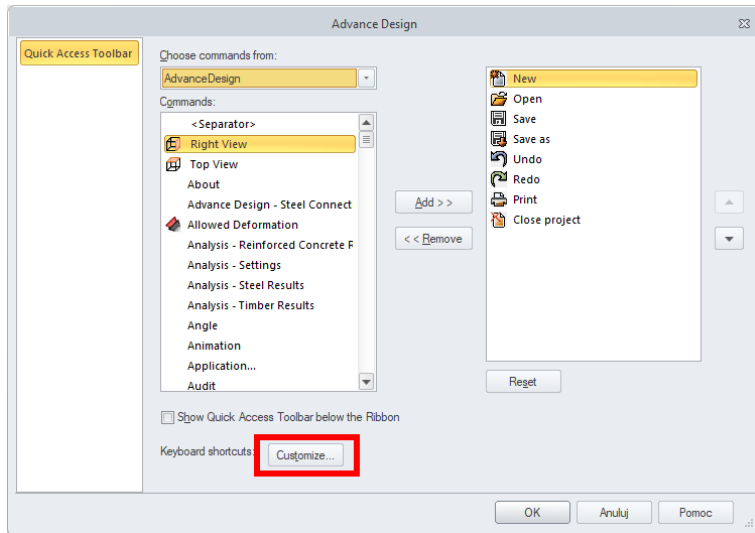 Advance Design
Quick Access Toolbar
Choose commands from:
AdvanceDesign
Commands:
<Separator>
Right View
Top View
About
Advance Design - Steel Connect
Allowed Deformation
Analysis - Reinforced Concrete R
Analysis - Settings
Analysis - Steel Results
Analysis - Timber Results
Angle
Animation
Application...
Audit
Add >>
<< Remove
New
Open
Save
Save as
Undo
Redo
Print
Close project
Reset
Show Quick Access Toolbar below the Ribbon
Keyboard shortcuts:
Customize...
OK
Anuluj
Pomoc